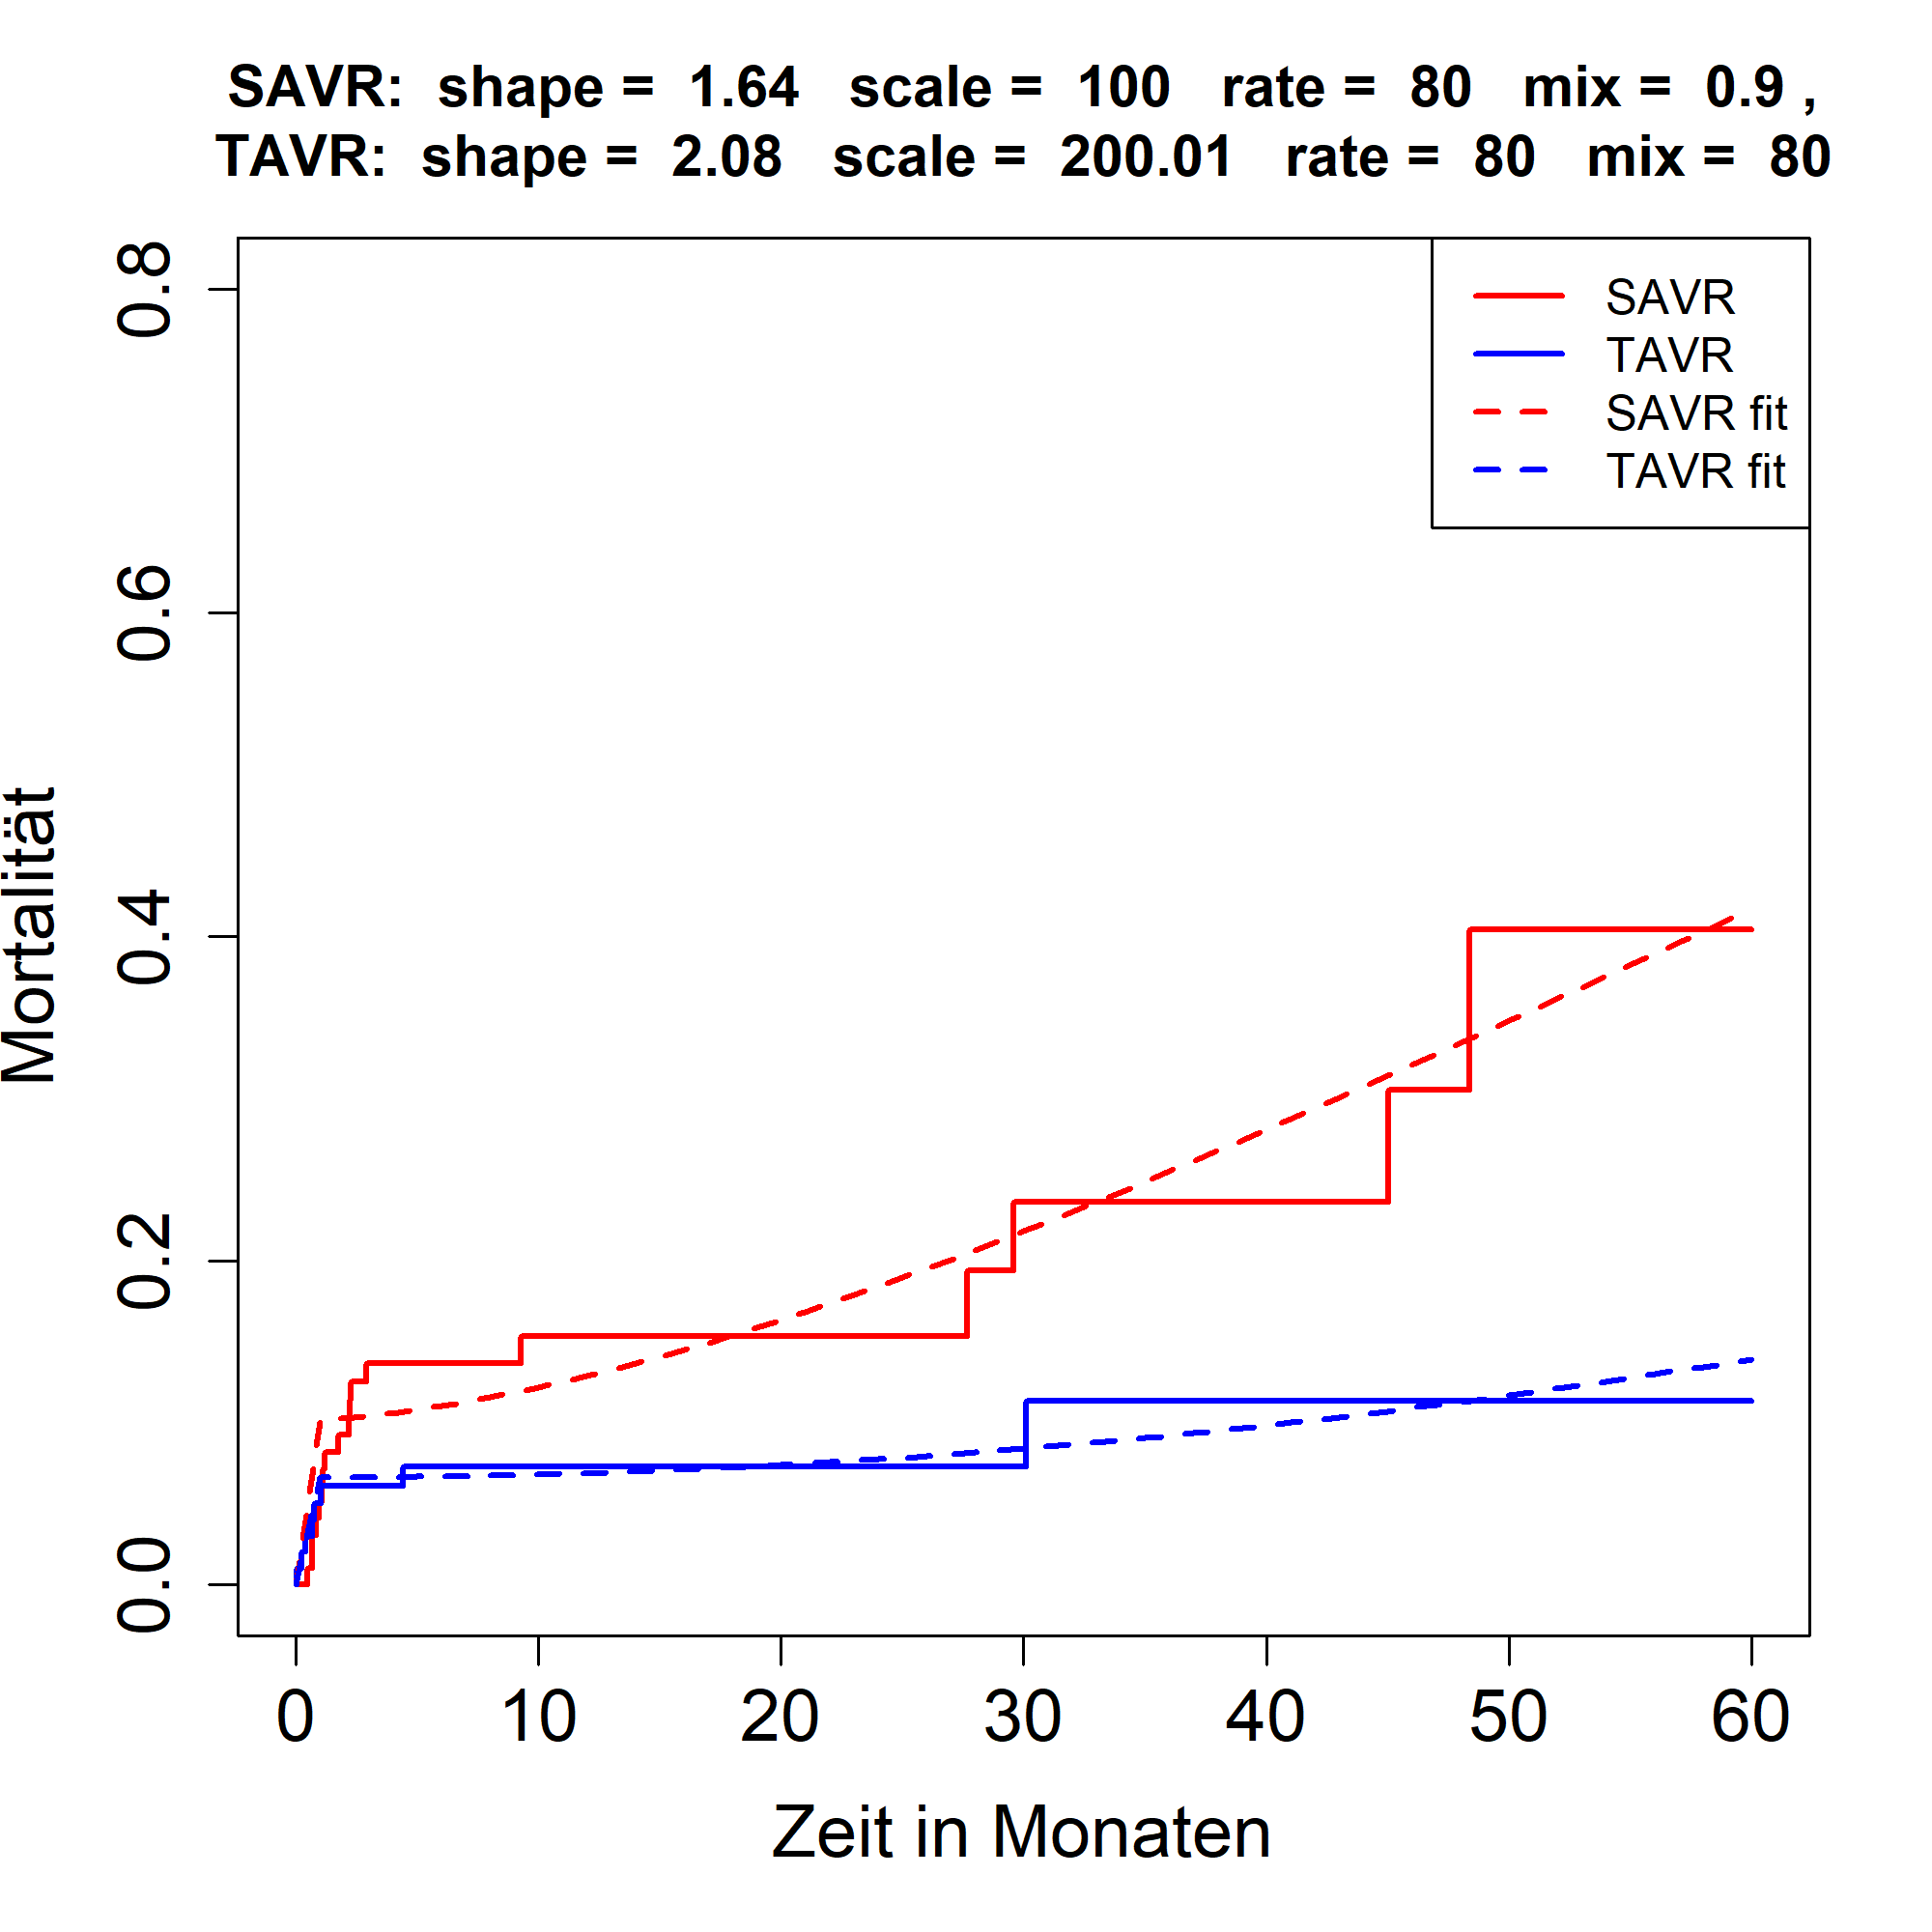 SAVR: shape = 1.64 scale = 100 rate = 80 mix = 0.9 ,
TAVR: shape = 2.08 scale = 200.01 rate = 80 mix = 80
SAVR
TAVR
SAVR fit
TAVR fit
Mortalität
0.8
0.6
0.4
0.2
0.0
0 10 20 30 40 50 60
Zeit in Monaten